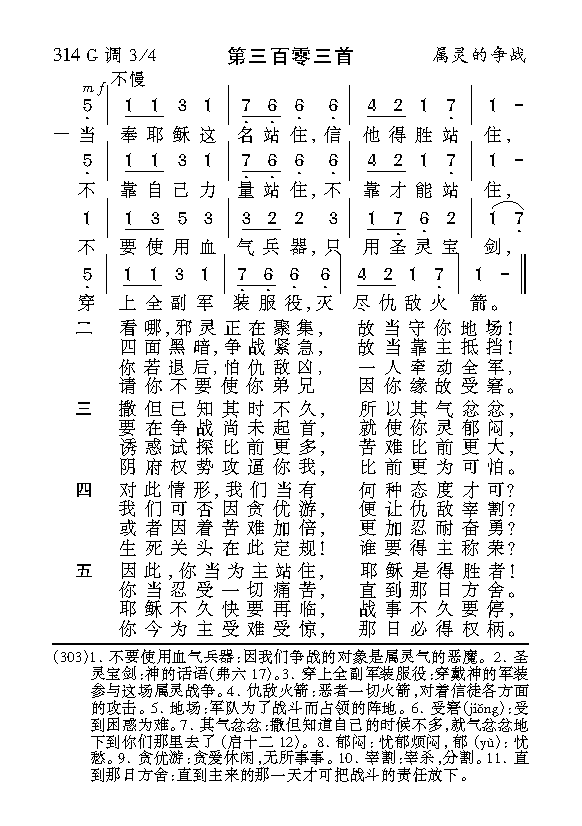 314 G 调 3/4 第三百零三首 属灵的争战
mf 不慢
5 | 1 1 3 1 | 7 6 6 6 | 4 2 1 7 | 1 -
一 当 奉耶稣这 名站住,信 他得胜站 住,
5 | 1 1 3 1 | 7 6 6 6 | 4 2 1 7 | 1 -
不 靠自己力 量站住,不 靠才能站 住,
1 | 1 3 5 3 | 3 2 2 3 | 1 7 6 2 | 1 7
不 要使用血 气兵器,只 用圣灵宝 剑,
5 | 1 1 3 1 | 7 6 6 6 | 4 2 1 7 | 1 - ‖
穿 上全副军 装服役,灭 尽仇敌火 箭。
二 看哪,邪灵正在聚集, 故当守你地场!
四面黑暗,争战紧急, 故当靠主抵挡!
你若退后,怕仇敌凶, 一人牵动全军,
请你不要使你弟兄 因你缘故受窘。
三 撒但已知其时不久, 所以其气忿忿,
要在争战尚未起首, 就使你灵郁闷,
诱惑试探比前更多, 苦难比前更大,
阴府权势攻逼你我, 比前更为可怕。
四 对此情形,我们当有 何种态度才可?
我们可否因贪优游, 便让仇敌宰割?
或者因着苦难加倍, 更加忍耐奋勇?
生死关头在此定规! 谁要得主称荣?
五 因此,你当为主站住, 耶稣是得胜者!
你当忍受一切痛苦, 直到那日方舍。
耶稣不久快要再临, 战事不久要停,
你今为主受难受惊, 那日必得权柄。
(303)1. 不要使用血气兵器:因我们争战的对象是属灵气的恶魔。2. 圣
灵宝剑:神的话语(弗六17)。3. 穿上全副军装服役:穿戴神的军装
参与这场属灵战争。4. 仇敌火箭:恶者一切火箭,对着信徒各方面
的攻击。5. 地场:军队为了战斗而占领的阵地。6. 受窘(jiǒng):受
到困惑为难。7. 其气忿忿:撒但知道自己的时候不多,就气忿忿地
下到你们那里去了(启十二12)。8. 郁闷:忧郁烦闷,郁(yù):忧
愁。9. 贪优游:贪爱休闲,无所事事。10. 宰割:宰杀,分割。11. 直
到那日方舍:直到主来的那一天才可把战斗的责任放下。